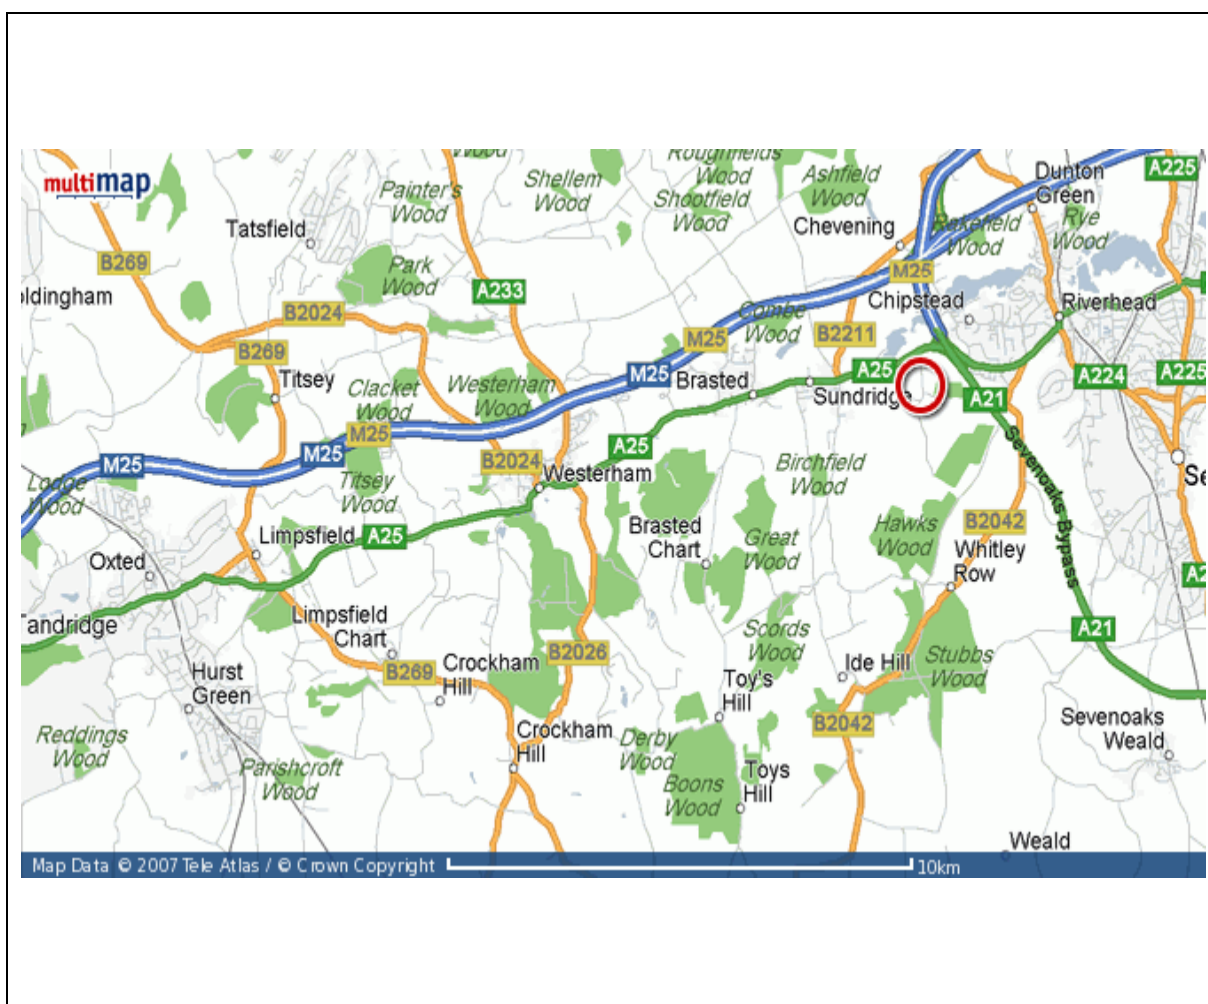 Wood
Roughfields
Wood
Ashfield
Wood
Shellem
Wood
Shootfield
Wood
Painter's
Wood
multimap
Dunton
Green
A225
Rye
Wood
Chevening
Rakefield
Wood
Tatsfield
B269
Park
Wood
M25
A233
oldingham
B2024
Combe
Wood
Chipstead
Riverhead
B2211
M25
B269
Titsey
Clacket
Wood
Westerham
Wood
M25
Brasted
A25
Sundridge
A21
A224
A225
M25
A25
Sevenoaks Bypass
M25
M25
B2024
Westerham
Lodge
Wood
Titsey
Wood
Birchfield
Wood
Se
Limpsfield
A25
Brasted
Chart
Great
Wood
Hawks
Wood
B2042
Whitley
Row
Oxted
A2
Tandridge
Limpsfield
Chart
B2026
Scords
Wood
A21
Ide Hill
Stubbs
Wood
B269
Crockham
Hill
Hurst
Green
Toy's
Hill
B2042
Sevenoaks
Weald
Reddings
Wood
Parishcroft
Wood
Crockham
Hill
Derby
Wood
Boons
Wood
Toys
Hill
Weald
Map Data © 2007 Tele Atlas / © Crown Copyright
10km